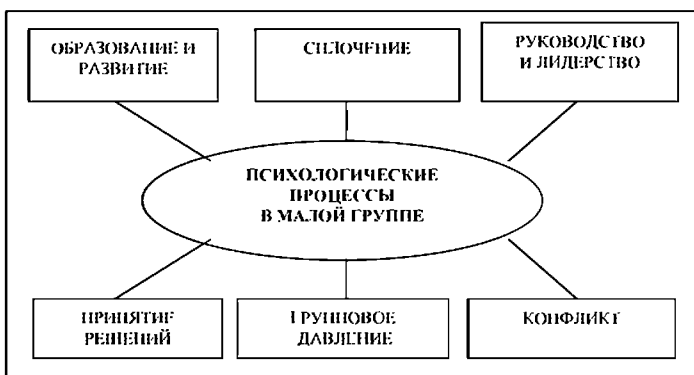 ОБРАЗОВАНИЕ И
РАЗВИТИЕ
СПЛОЧЕНИЕ
РУКОВОДСТВО
И ЛИДЕРСТВО
ПСИХОЛОГИЧЕСКИЕ
ПРОЦЕССЫ
В МАЛОЙ ГРУППЕ
ПРИНЯТИЕ
РЕШЕНИЙ
ГРУППОВОЕ
ДАВЛЕНИЕ
КОНФЛИКТ